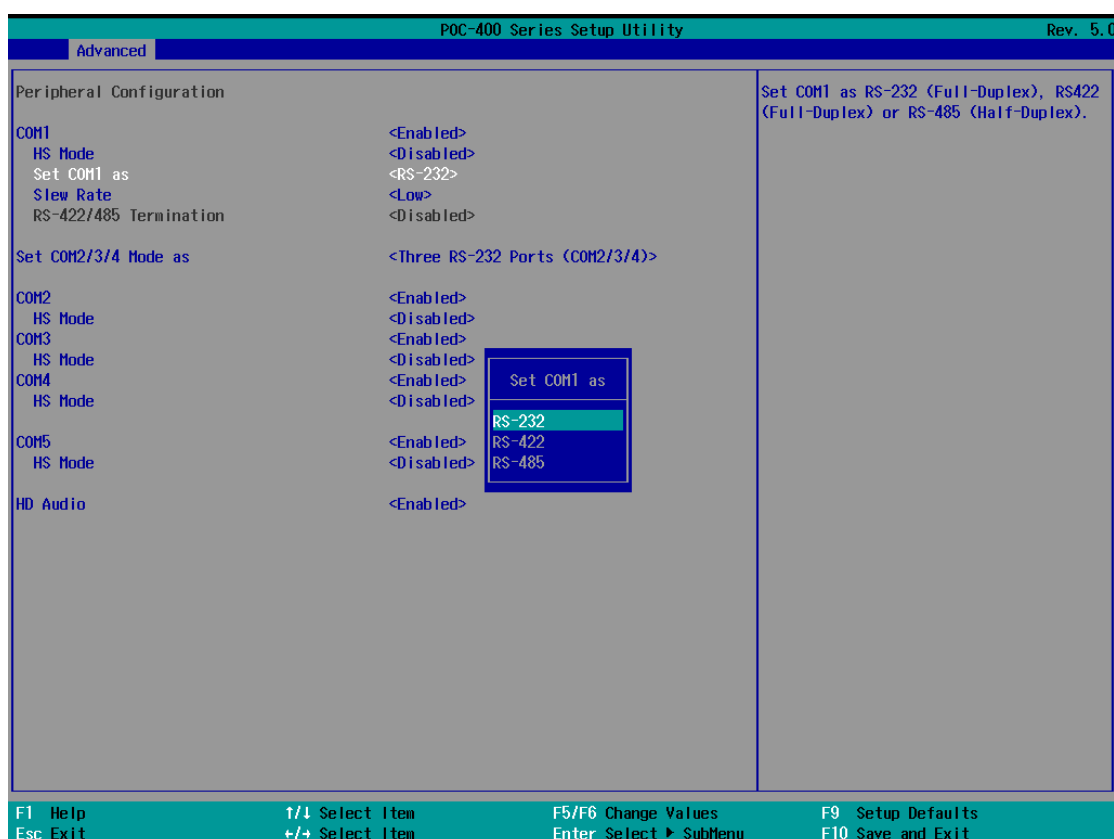 POC-400 Series Setup Utility Rev. 5.0
Advanced
Peripheral Configuration
COM1 <Enabled>
HS Mode <Disabled>
Set COM1 as <RS-232>
Slew Rate <Low>
RS-422/485 Termination <Disabled>
Set COM2/3/4 Mode as <Three RS-232 Ports (COM2/3/4)>
COM2 <Enabled>
HS Mode <Disabled>
COM3 <Enabled>
HS Mode <Disabled>
COM4 <Enabled>
HS Mode <Disabled>
COM5 <Enabled>
HS Mode <Disabled>
HD Audio <Enabled>
Set COM1 as
RS-232
RS-422
RS-485
Set COM1 as RS-232 (Full-Duplex), RS422
(Full-Duplex) or RS-485 (Half-Duplex).
F1 Help ↑/↓ Select Item F5/F6 Change Values F9 Setup Defaults
Esc Exit ←/→ Select Item Enter Select ▶ SubMenu F10 Save and Exit